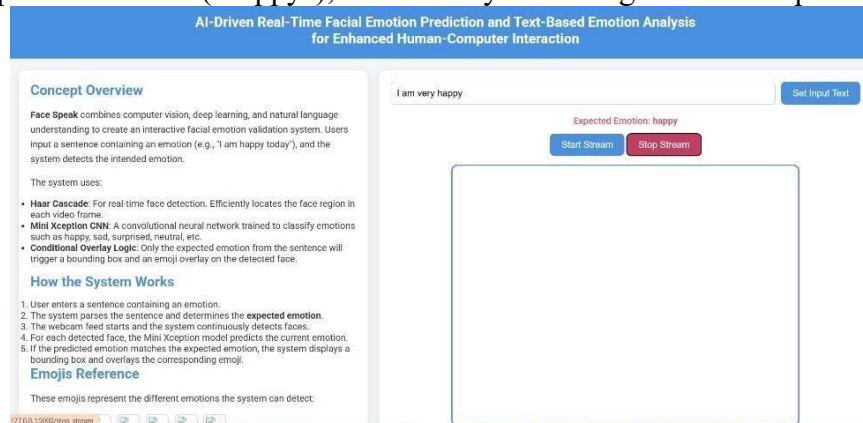 AI-Driven Real-Time Facial Emotion Prediction and Text-Based Emotion Analysis
for Enhanced Human-Computer Interaction
Concept Overview
Face Speak combines computer vision, deep learning, and natural language
understanding to create an interactive facial emotion validation system. Users
input a sentence containing an emotion (e.g., "I am happy today"), and the
system detects the intended emotion.
The system uses:
• Haar Cascade: For real-time face detection. Efficiently locates the face region in
each video frame.
• Mini Xception CNN: A convolutional neural network trained to classify emotions
such as happy, sad, surprised, neutral, etc.
• Conditional Overlay Logic: Only the expected emotion from the sentence will
trigger a bounding box and an emoji overlay on the detected face.
How the System Works
1. User enters a sentence containing an emotion.
2. The system parses the sentence and determines the expected emotion.
3. The webcam feed starts and the system continuously detects faces.
4. For each detected face, the Mini Xception model predicts the current emotion.
5. If the predicted emotion matches the expected emotion, the system displays a
bounding box and overlays the corresponding emoji.
Emojis Reference
These emojis represent the different emotions the system can detect:
127.0.0.1:5000/stop_stream
I am very happy
Set Input Text
Expected Emotion: happy
Start Stream
Stop Stream